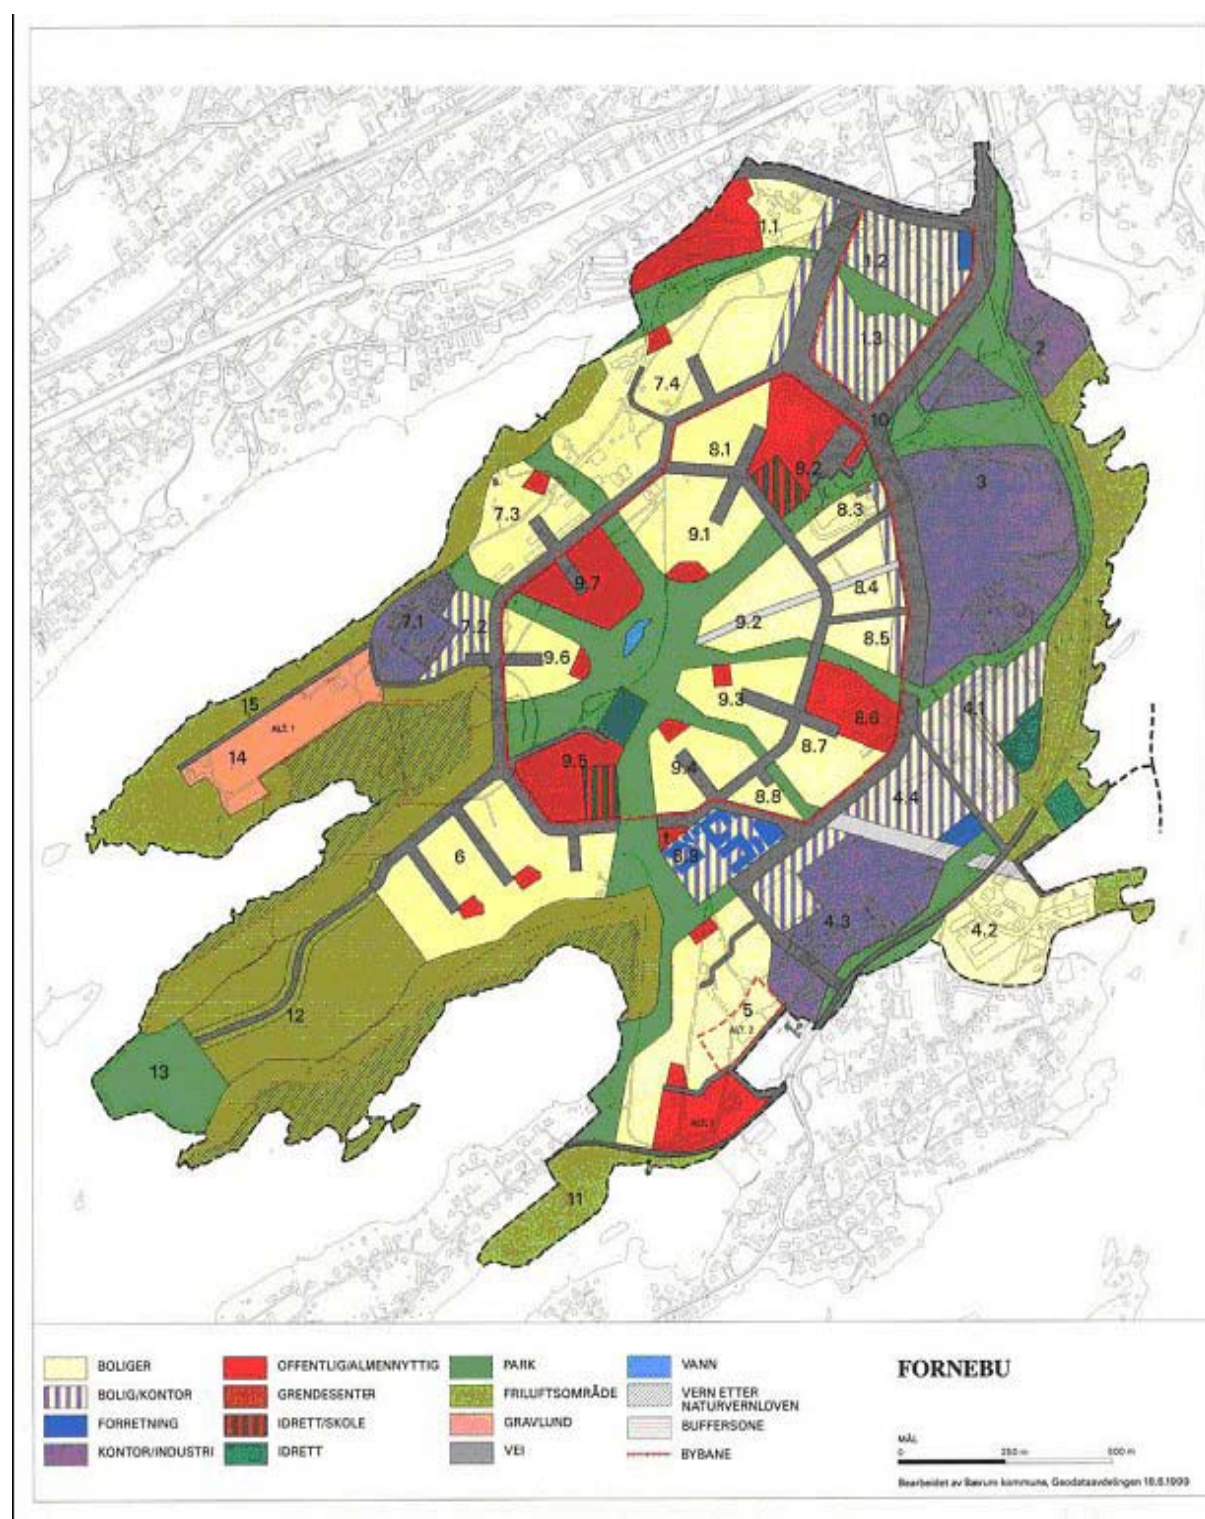 1.1
1.2
1.3
2
7.4
10
8.1
8.2
3
7.3
8.3
9.1
9.7
8.4
7.1
7.2
9.2
8.5
9.6
15
9.3
4.1
ALT. 1
8.6
14
8.7
9.5
9.4
8.8
4.4
6
8.9
4.3
4.2
5
ALT. 2
12
13
11
BOLIGER
BOLIG/KONTOR
FORRETNING
KONTOR/INDUSTRI
OFFENTLIG/ALMENNYTTIG
GRENDESENTER
IDRETT/SKOLE
IDRETT
PARK
FRILUFTSOMRÅDE
GRAVLUND
VEI
VANN
VERN ETTER
NATURVERNLOVEN
BUFFERSONE
BYBANE
FORNEBU
MÅL
0 250 m 500 m
Bearbeidet av Bærum kommune, Geodataavdelingen 18.6.1999